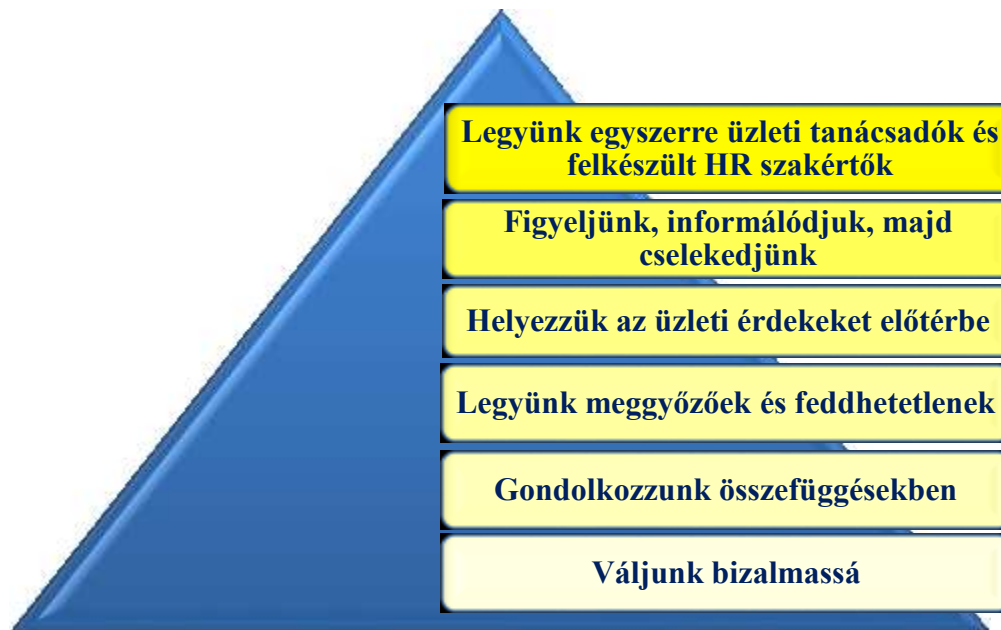 Legyünk egyszerre üzleti tanácsadók és
felkészült HR szakértők
Figyeljünk, informálódjuk, majd
cselekedjünk
Helyezzük az üzleti érdekeket előtérbe
Legyünk meggyőzőek és feddhetetlenek
Gondolkozzunk összefüggésekben
Váljunk bizalmassá